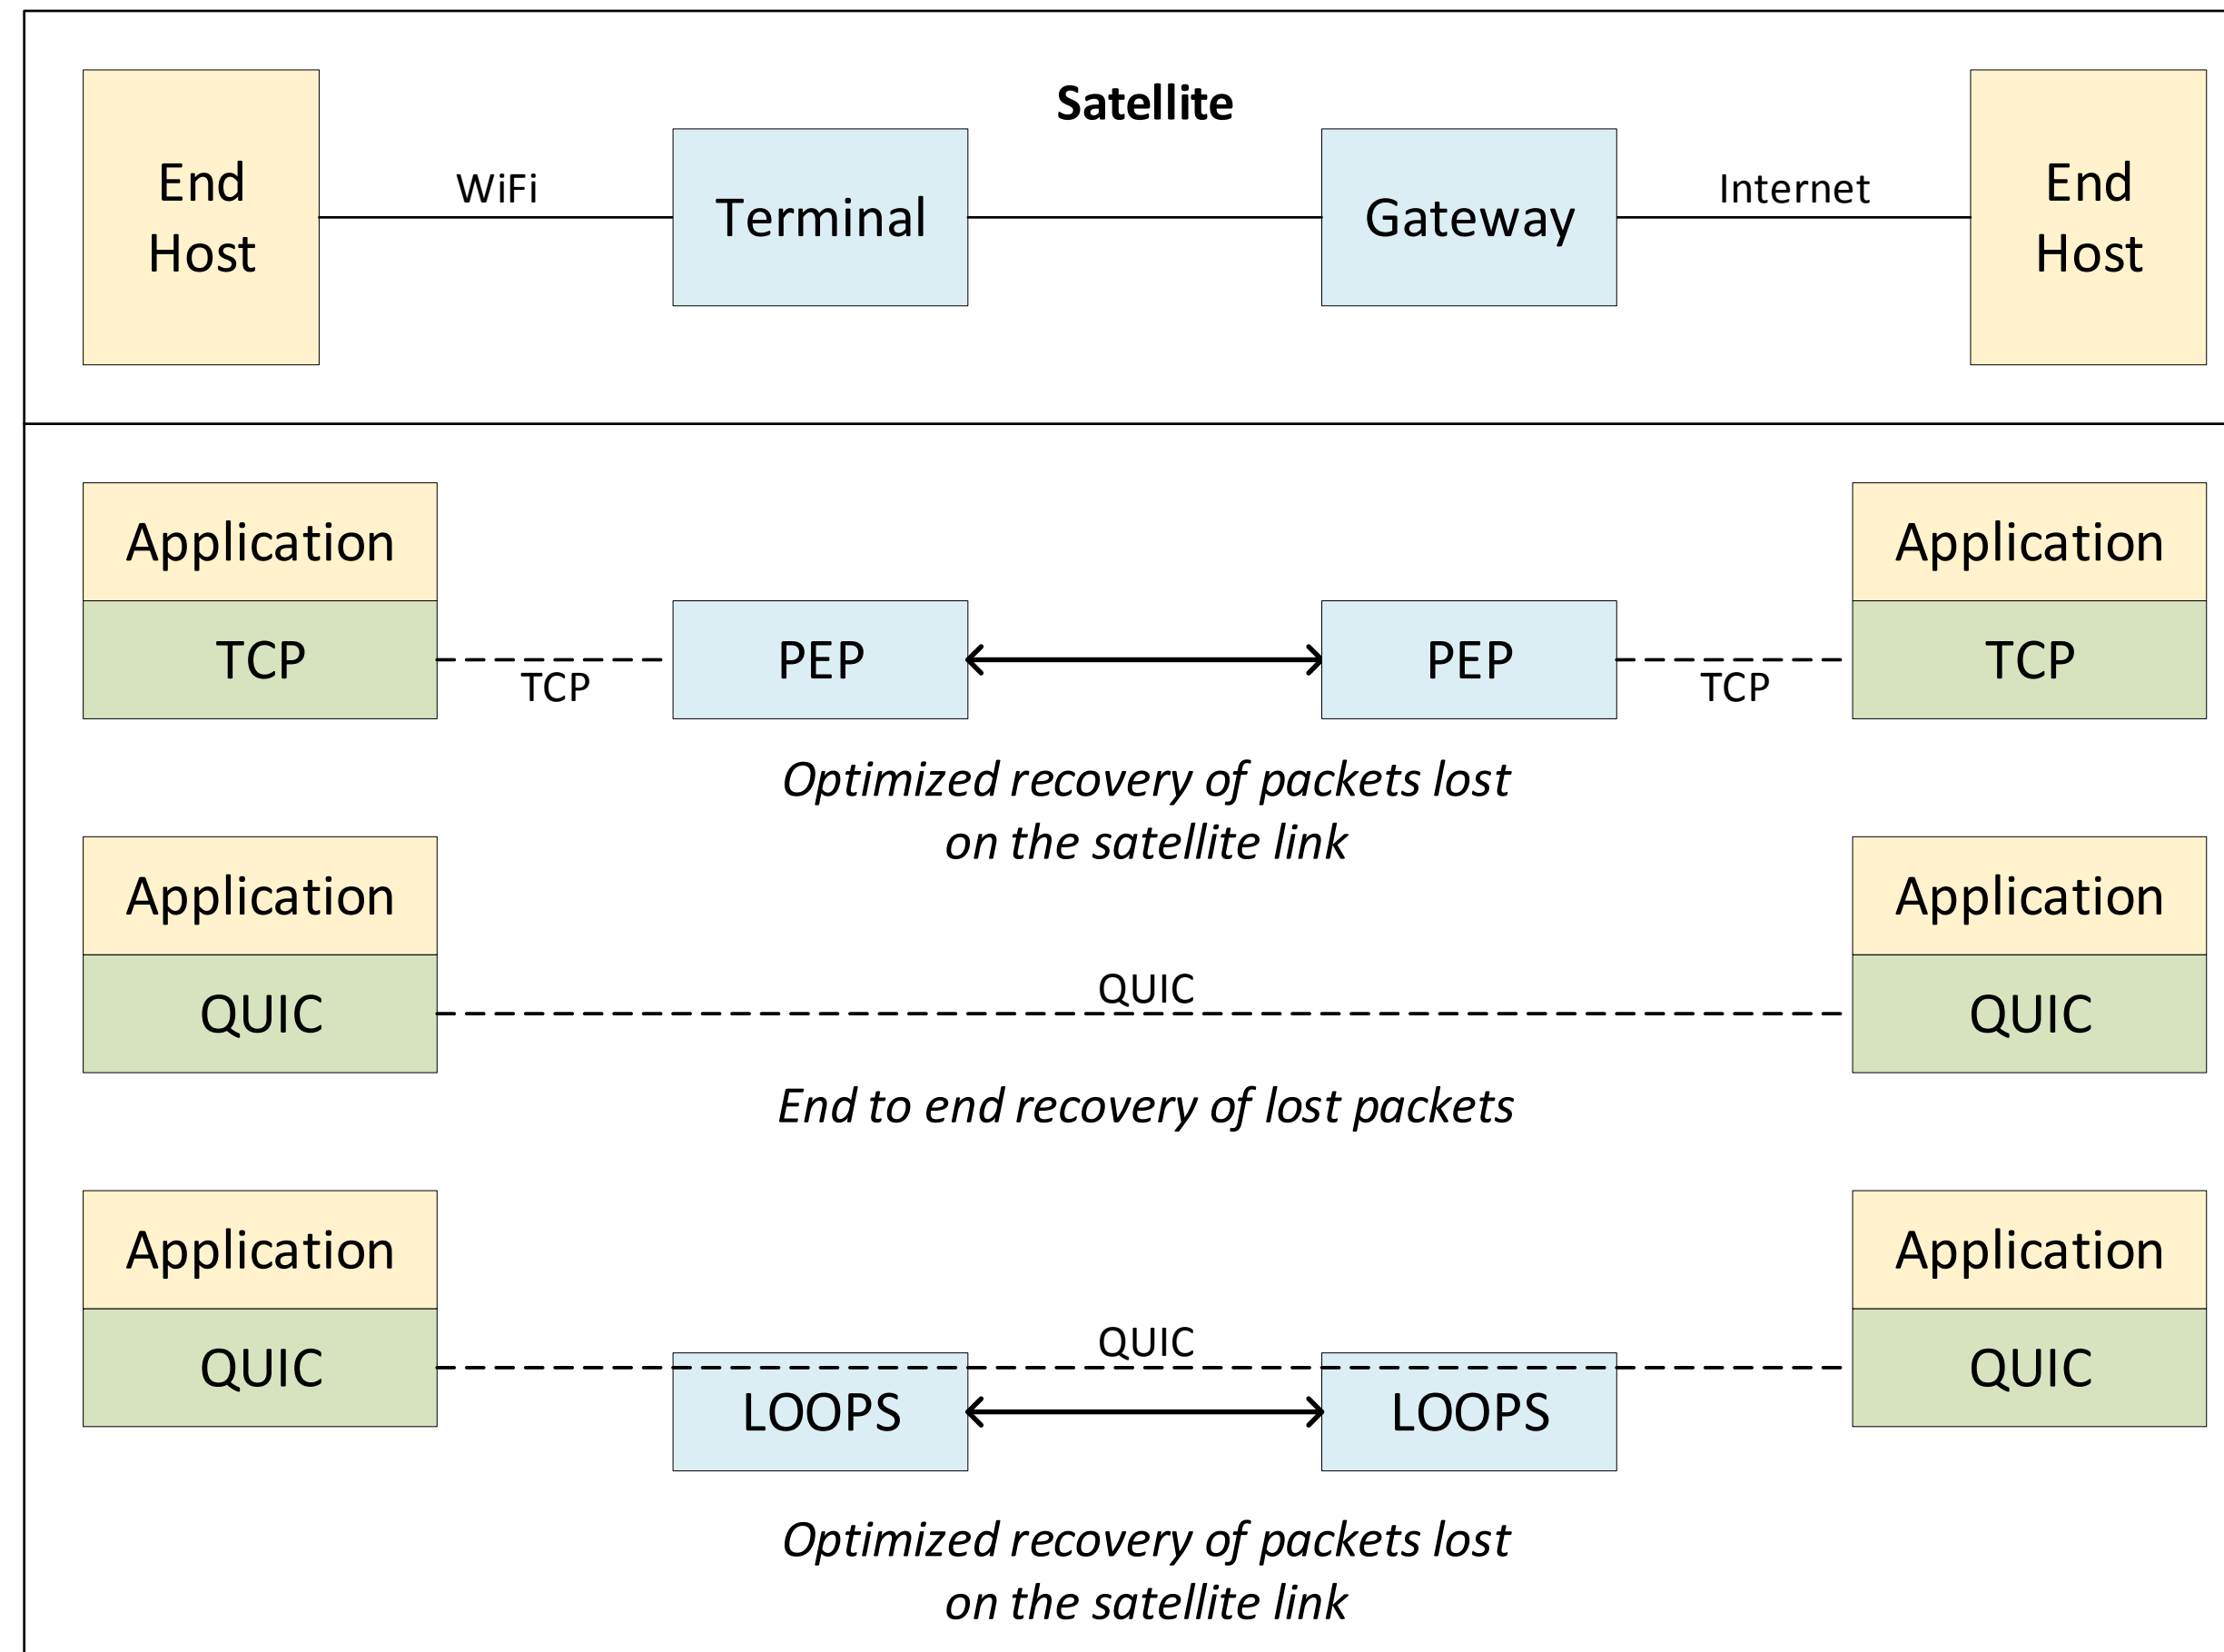 Satellite
End
Host
WiFi
Terminal
Gateway
Internet
End
Host
Application
TCP
TCP
PEP
PEP
TCP
Application
TCP
Optimized recovery of packets lost
on the satellite link
Application
QUIC
QUIC
Application
QUIC
End to end recovery of lost packets
Application
QUIC
QUIC
LOOPS
LOOPS
Application
QUIC
Optimized recovery of packets lost
on the satellite link